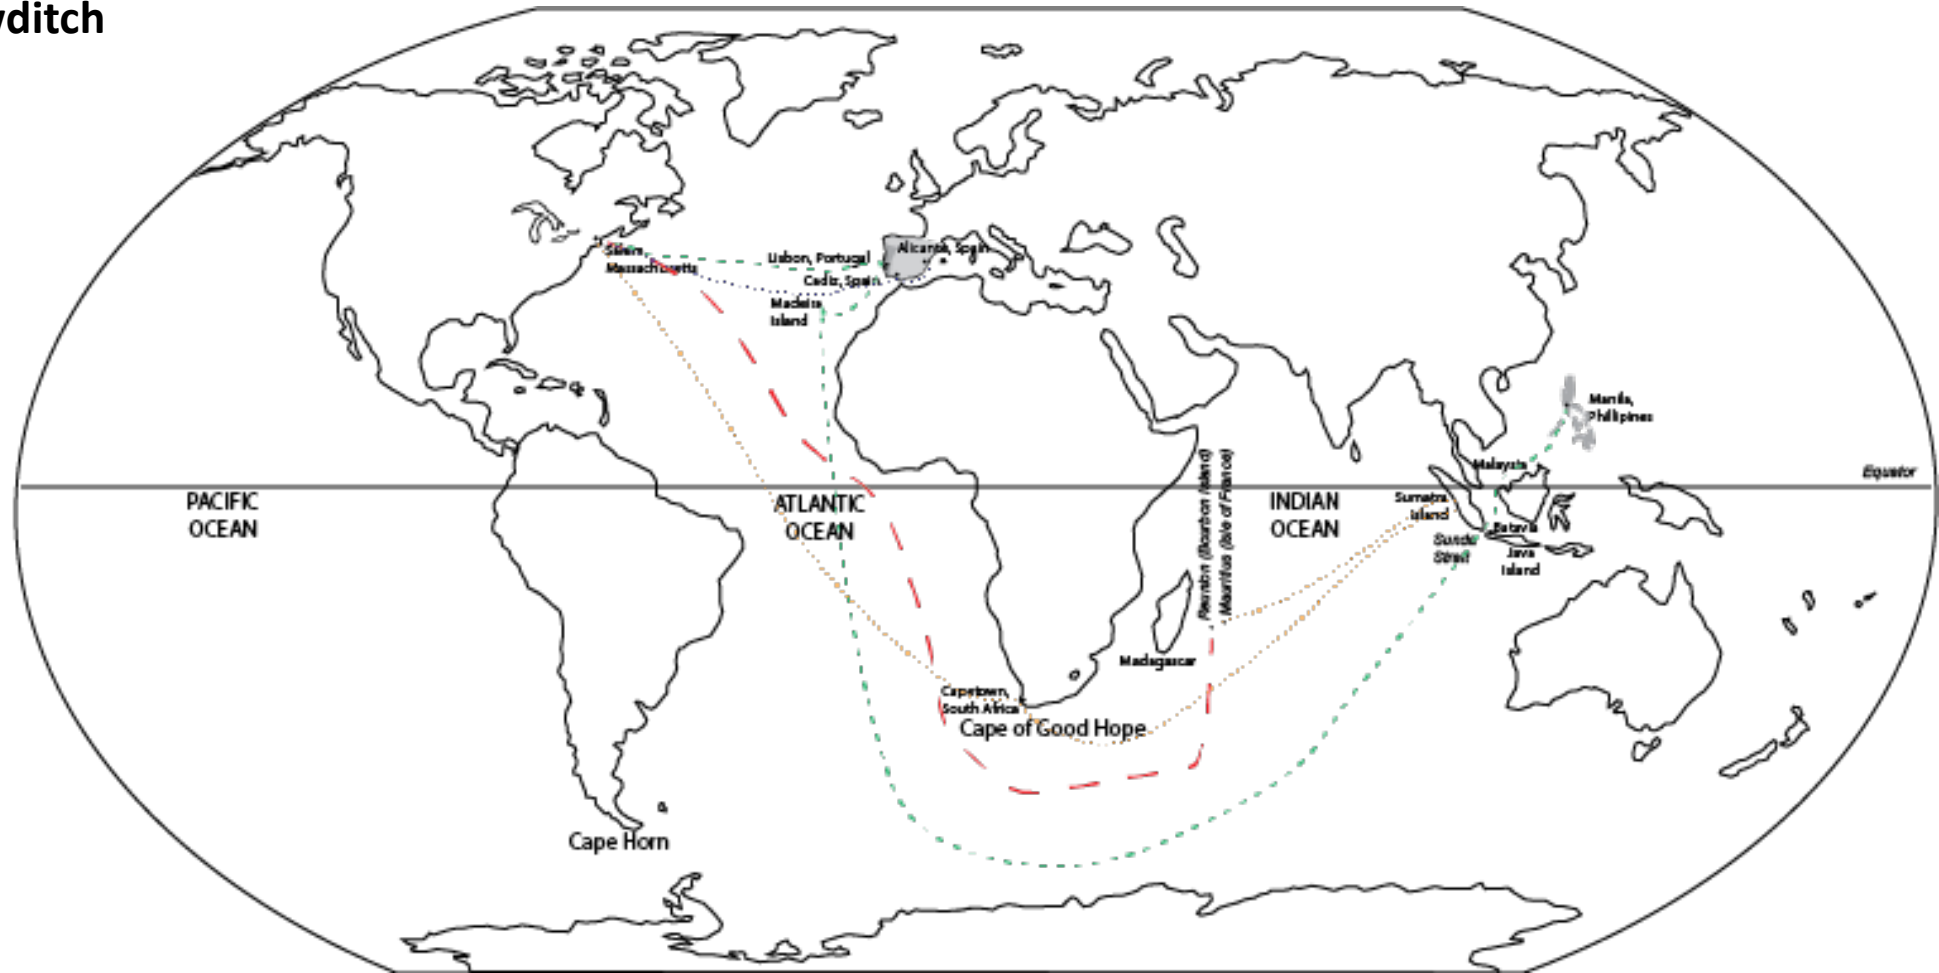 vditch
Salem,
Massachusetts
Lisbon, Portugal
Alicante, Spain
Cadiz, Spain
Madeira
Island
Manila,
Phillipines
Malaysia
Equator
PACIFIC
OCEAN
ATLANTIC
OCEAN
INDIAN
OCEAN
Sumatra
Island
Batavia
Sunda
Strait
Java
Island
Reunion (Bourbon Island)
Mauritius (Isle of France)
Madagascar
Capetown,
South Africa
Cape of Good Hope
Cape Horn